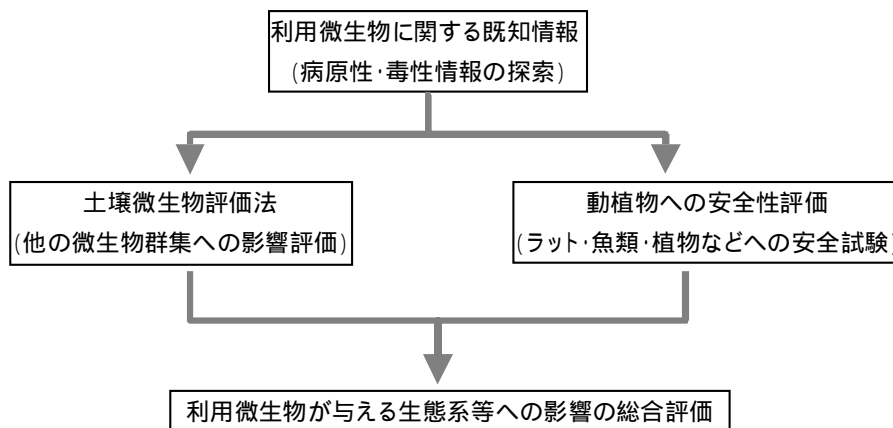 利用微生物に関する既知情報
(病原性・毒性情報の探索)
土壌微生物評価法
(他の微生物群集への影響評価)
動植物への安全性評価
(ラット・魚類・植物などへの安全試験)
利用微生物が与える生態系等への影響の総合評価